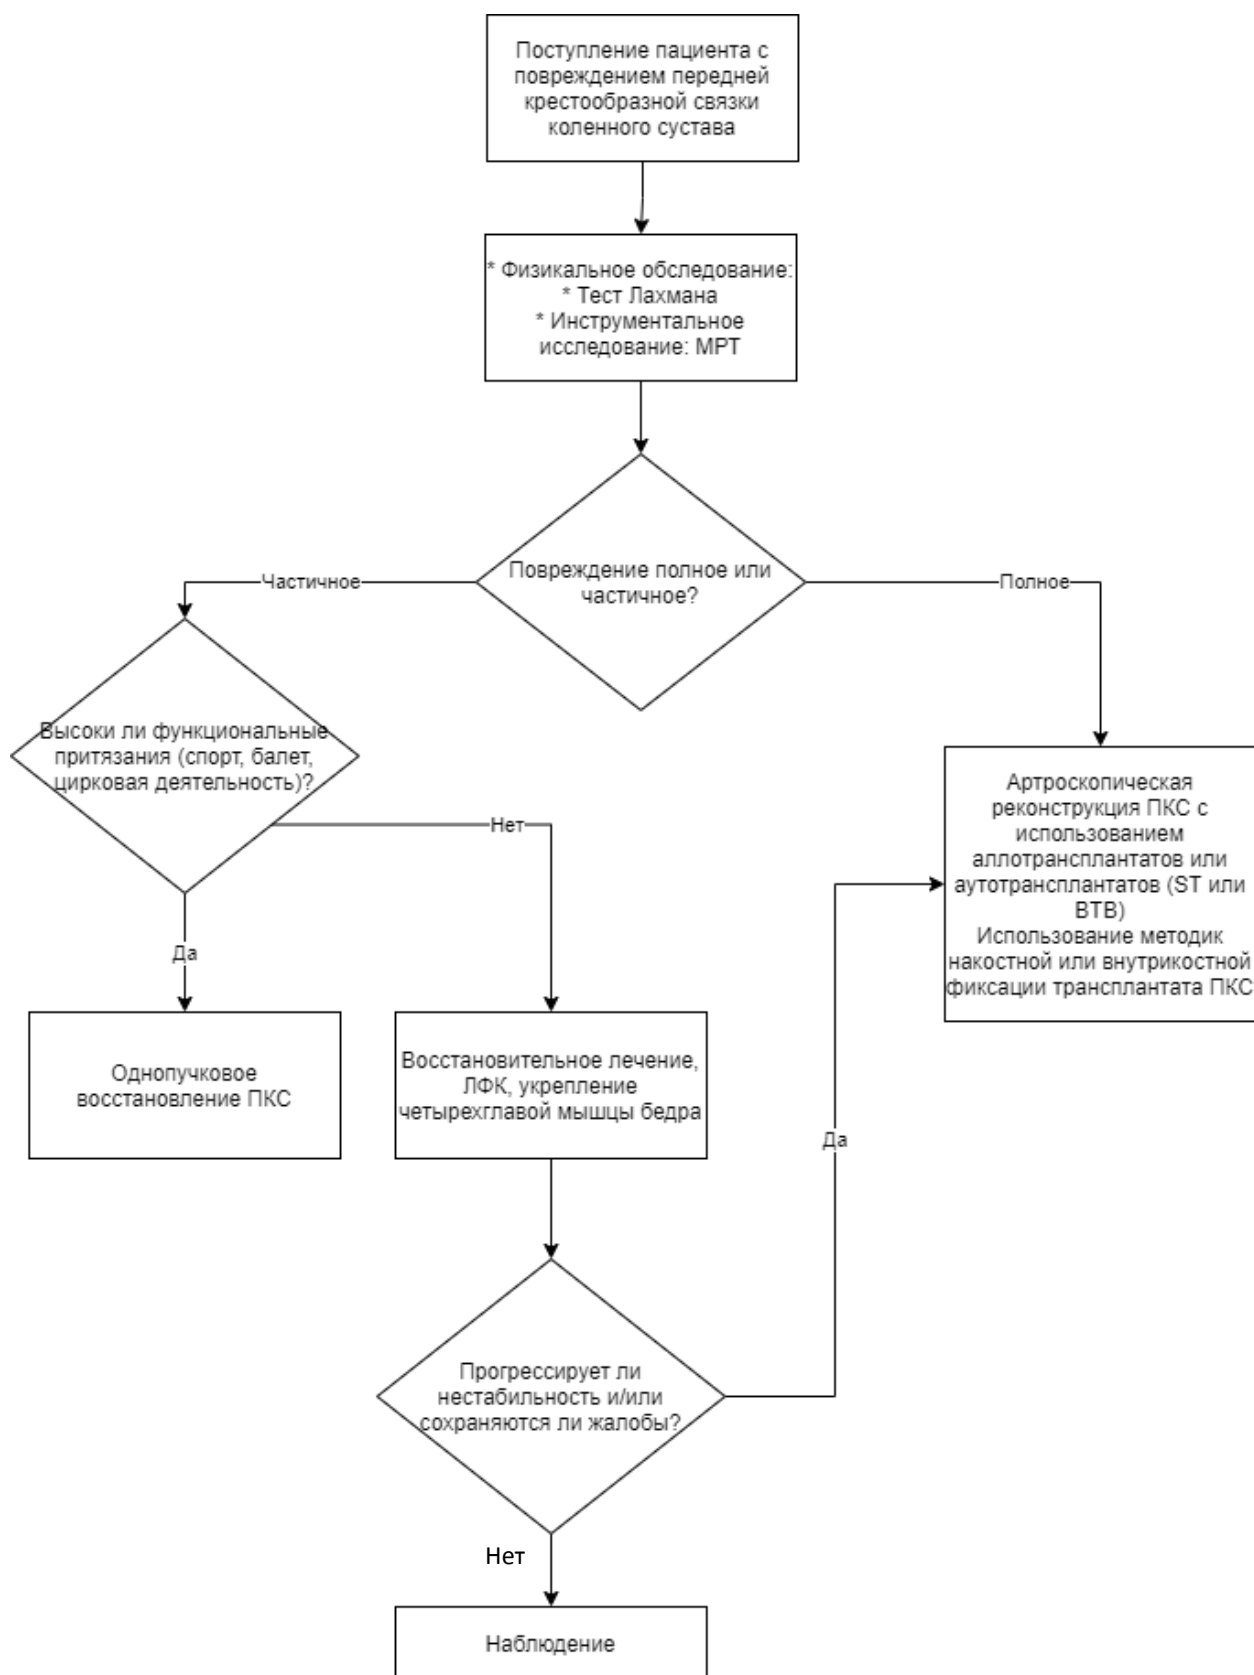 Поступление пациента с
повреждением передней
крестообразной связки
коленного сустава
* Физикальное обследование:
* Тест Лахмана
* Инструментальное
исследование: МРТ
Повреждение полное или
частичное?
Частичное
Полное
Высоки ли функциональные
притязания (спорт, балет,
цирковая деятельность)?
Нет
Да
Артроскопическая
реконструкция ПКС с
использованием
аллотрансплантатов или
аутотрансплантатов (ST или
BTB)
Использование методик
накостной или внутрикостной
фиксации трансплантата ПКС
Однопучковое
восстановление ПКС
Восстановительное лечение,
ЛФК, укрепление
четырехглавой мышцы бедра
Да
Прогрессирует ли
нестабильность и/или
сохраняются ли жалобы?
Нет
Наблюдение